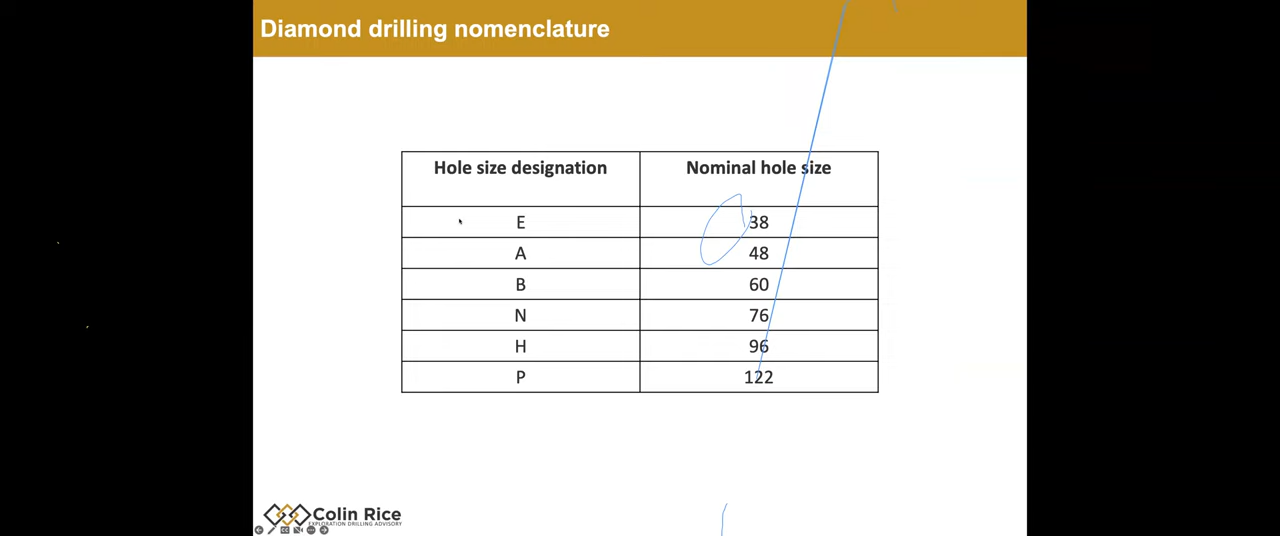 Diamond drilling nomenclature
Hole size designation Nominal hole size
E 38
A 48
B 60
N 76
H 96
P 122
Colin Rice
EXPLORATION DRILLING ADVISORY